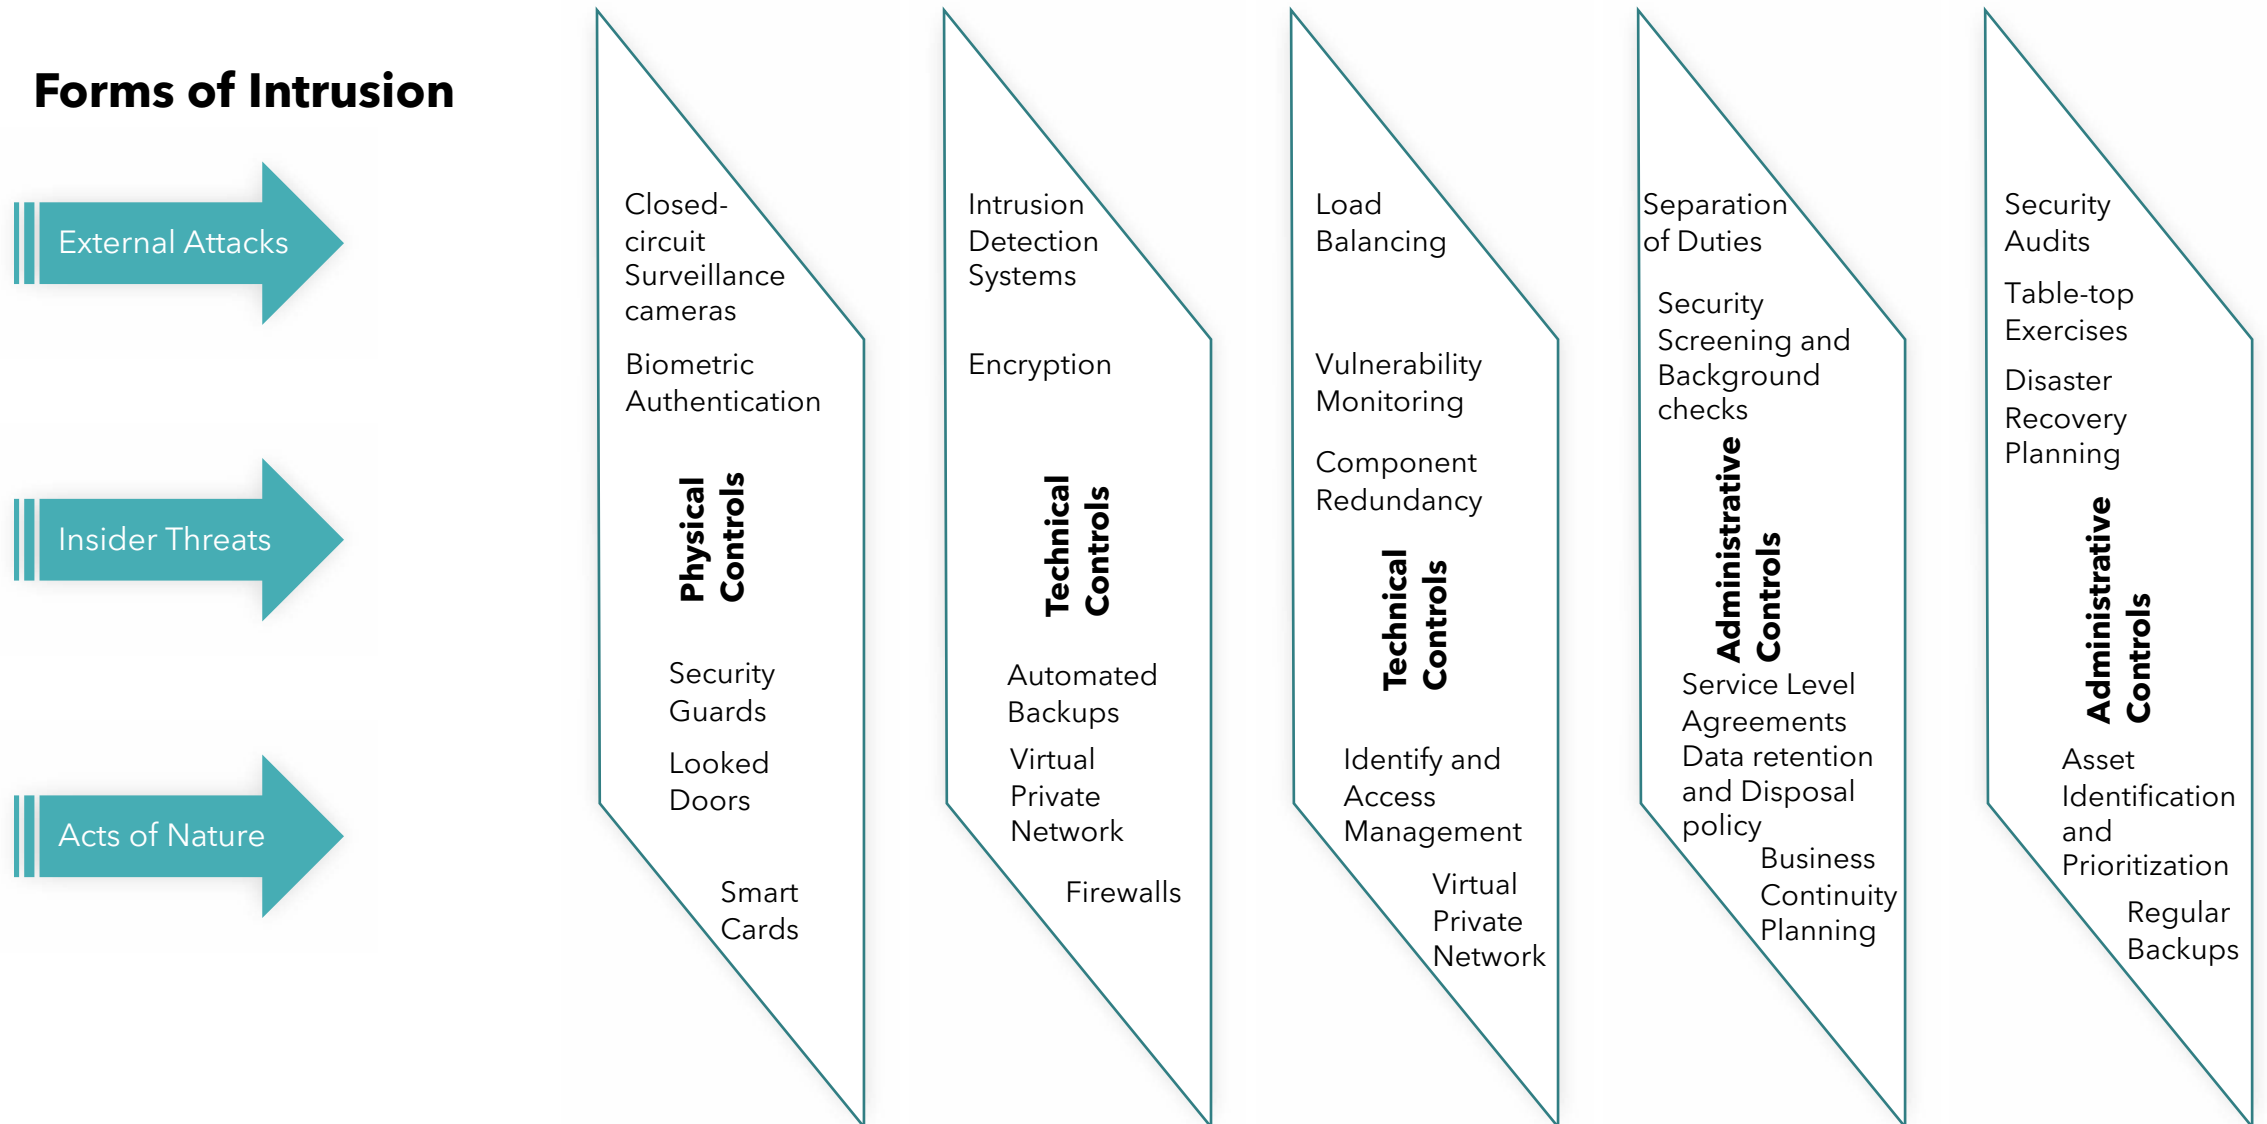 Forms of Intrusion
External Attacks
Insider Threats
Acts of Nature
Closed-
circuit
Surveillance
cameras
Biometric
Authentication
Physical
Controls
Security
Guards
Looked
Doors
Smart
Cards
Intrusion
Detection
Systems
Encryption
Technical
Controls
Automated
Backups
Virtual
Private
Network
Firewalls
Load
Balancing
Vulnerability
Monitoring
Component
Redundancy
Technical
Controls
Identify and
Access
Management
Virtual
Private
Network
Separation
of Duties
Security
Screening and
Background
checks
Administrative
Controls
Service Level
Agreements
Data retention
and Disposal
policy
Business
Continuity
Planning
Security
Audits
Table-top
Exercises
Disaster
Recovery
Planning
Administrative
Controls
Asset
Identification
and
Prioritization
Regular
Backups